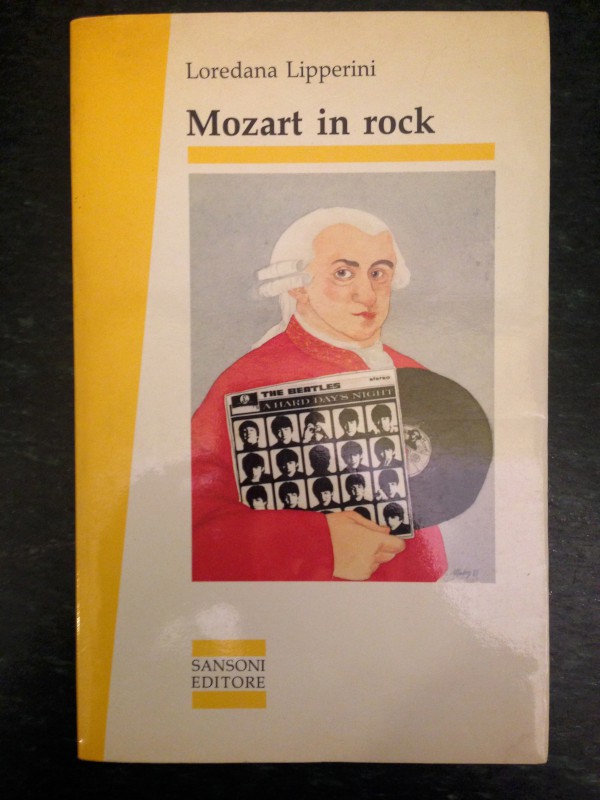 Loredana Lipperini
Mozart in rock
THE BEATLES
stereo
A HARD DAY'S NIGHT
SANSONI
EDITORE